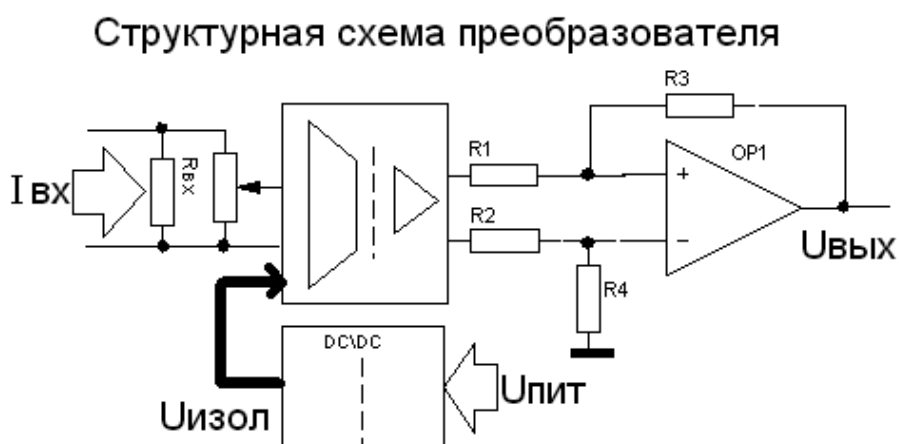 Структурная схема преобразователя
R3
R1
OP1
+
Iвх
Rвх
R2
Uвых
−
R4
DC\DC
Uпит
Uизол